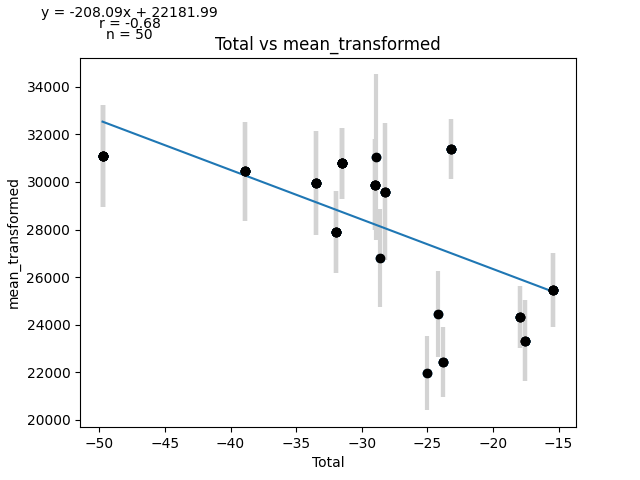 y = -208.09x + 22181.99
r = -0.68
n = 50
Total vs mean_transformed
34000
32000
30000
28000
26000
24000
22000
20000
mean_transformed
−50
−45
−40
−35
−30
−25
−20
−15
Total